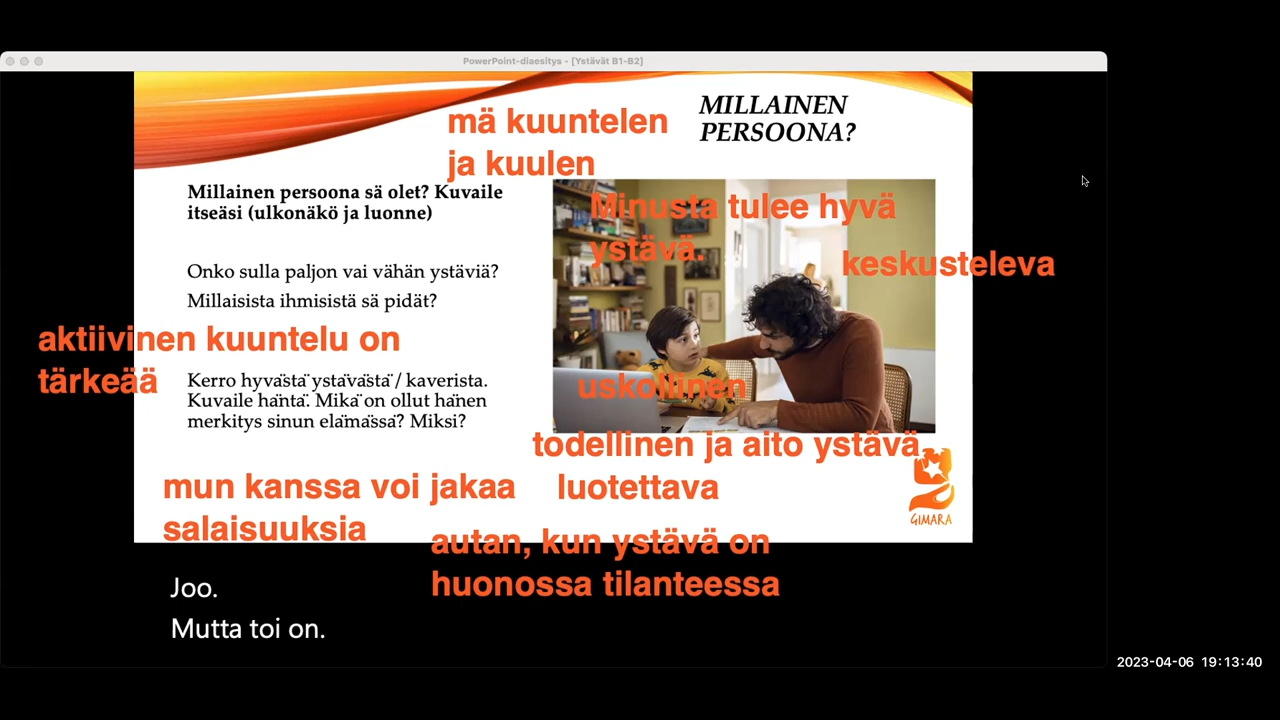 PowerPoint-diaesitys - [Ystävät B1-B2]
MILLAINEN
PERSOONA?
mä kuuntelen
ja kuulen
Millainen persoona sä olet? Kuvaile
itseäsi (ulkonäkö ja luonne)
Minusta tulee hyvä
ystävä.
keskusteleva
Onko sulla paljon vai vähän ystäviä?
Millaisista ihmisistä sä pidät?
aktiivinen kuuntelu on
tärkeää
Kerro hyvästä ystävästä / kaverista.
Kuvaile häntä. Mikä on ollut hänen
merkitys sinun elämässä? Miksi?
uskollinen
todellinen ja aito ystävä
mun kanssa voi jakaa
salaisuuksia
luotettava
GIMARA
autan, kun ystävä on
huonossa tilanteessa
Joo.
Mutta toi on.
2023-04-06 19:13:40